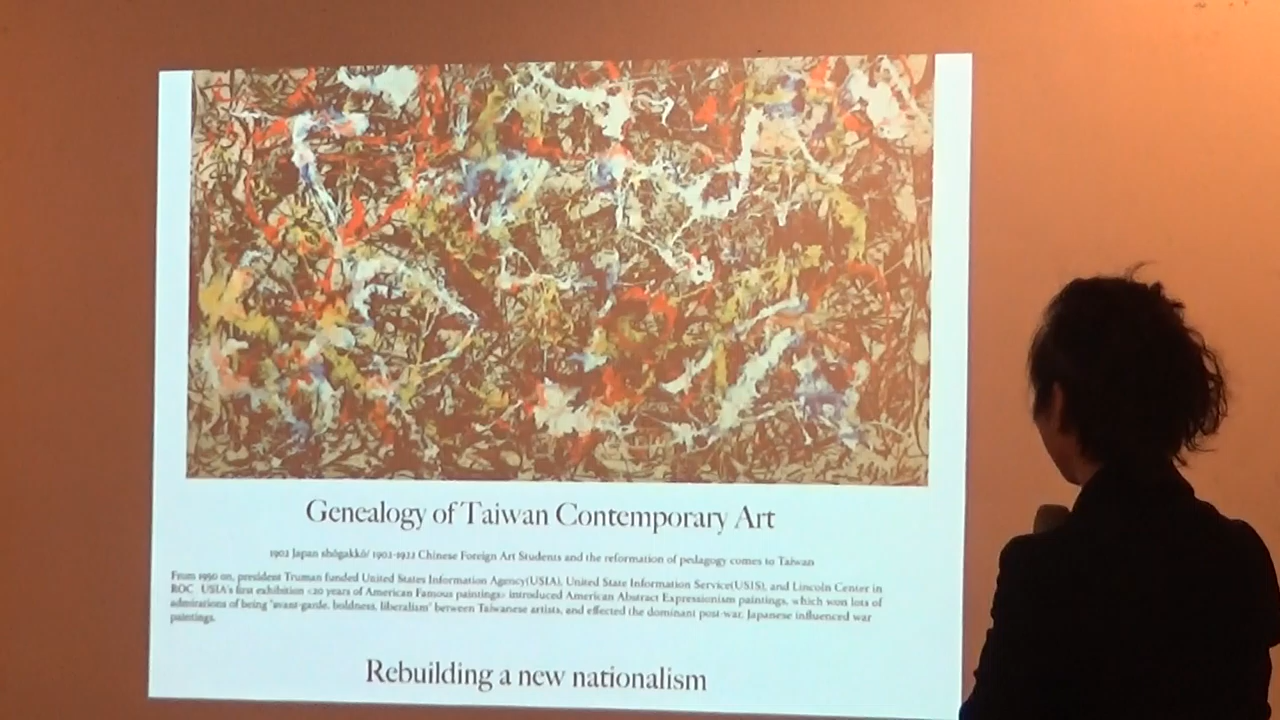 Genealogy of Taiwan Contemporary Art
1902 Japan shōgakkō/ 1902-1922 Chinese Foreign Art Students and the reformation of pedagogy comes to Taiwan
From 1950 on, president Truman funded United States Information Agency(USIA), United State Information Service(USIS), and Lincoln Center in
ROC USIA's first exhibition <20 years of American Famous paintings> introduced American Abstract Expressionism paintings, which won lots of
admirations of being "avant-garde, boldness, liberalism" between Taiwanese artists, and effected the dominant post-war, Japanese influenced war
paintings.
Rebuilding a new nationalism